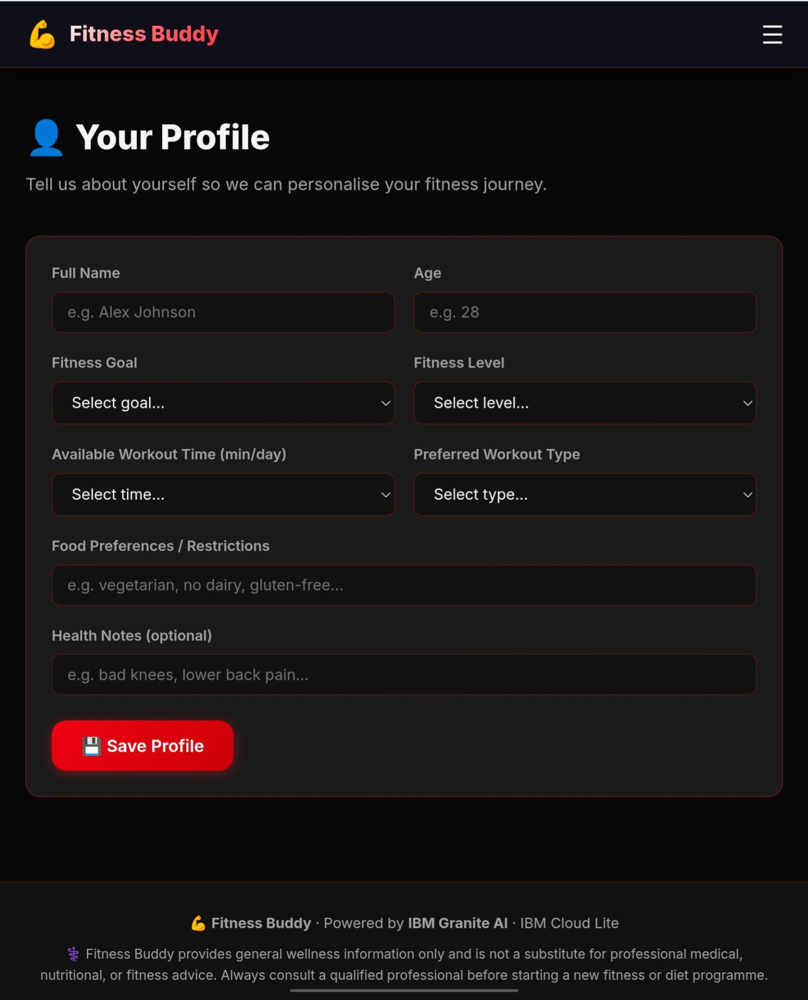 Fitness Buddy
Your Profile
Tell us about yourself so we can personalise your fitness journey.
Full Name
Age
e.g. Alex Johnson
e.g. 28
Fitness Goal
Fitness Level
Select goal...
Select level...
Available Workout Time (min/day)
Preferred Workout Type
Select time...
Select type...
Food Preferences / Restrictions
e.g. vegetarian, no dairy, gluten-free...
Health Notes (optional)
e.g. bad knees, lower back pain...
Save Profile
Fitness Buddy · Powered by IBM Granite AI · IBM Cloud Lite
Fitness Buddy provides general wellness information only and is not a substitute for professional medical,
nutritional, or fitness advice. Always consult a qualified professional before starting a new fitness or diet programme.